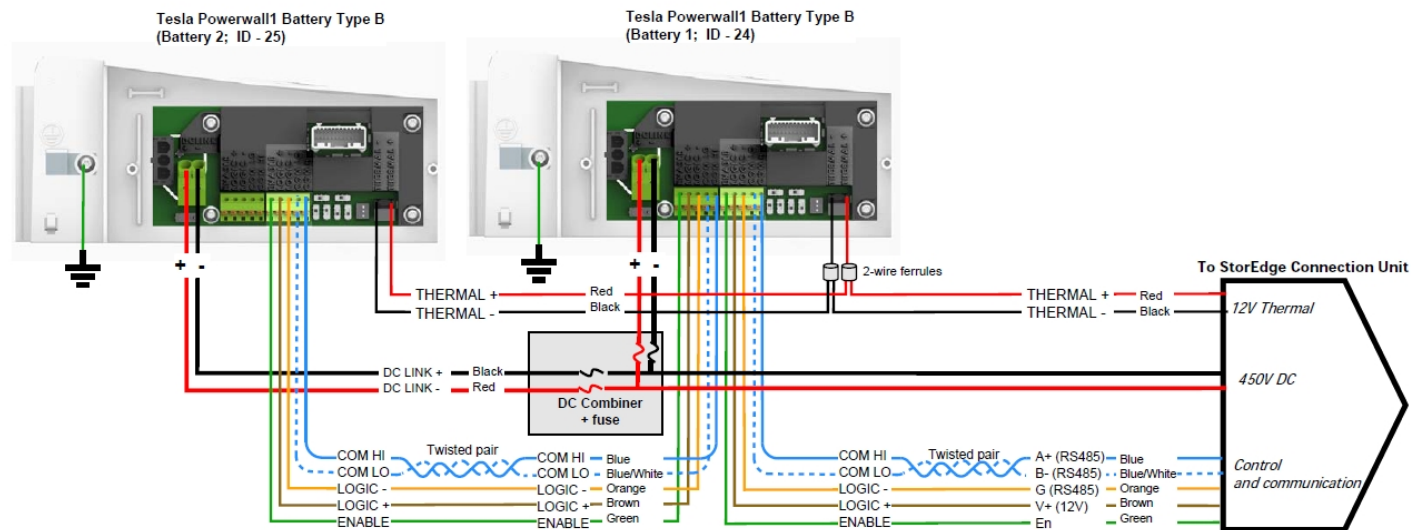 Tesla Powerwall1 Battery Type B
(Battery 2; ID - 25)
Tesla Powerwall1 Battery Type B
(Battery 1; ID - 24)
DCLINK
+ -
+ -
2-wire ferrules
To StorEdge Connection Unit
THERMAL + Red
THERMAL - Black
THERMAL + Red
THERMAL - Black
12V Thermal
DC LINK + Black
DC LINK - Red
DC Combiner
+ fuse
450V DC
COM HI Twisted pair COM HI Blue
COM LO COM LO Blue/White
LOGIC - LOGIC - Orange
LOGIC + LOGIC + Brown
ENABLE ENABLE Green
COM HI Twisted pair A+ (RS485) Blue
COM LO B- (RS485) Blue/White
LOGIC - G (RS485) Orange
LOGIC + V+ (12V) Brown
ENABLE En Green
Control
and communication